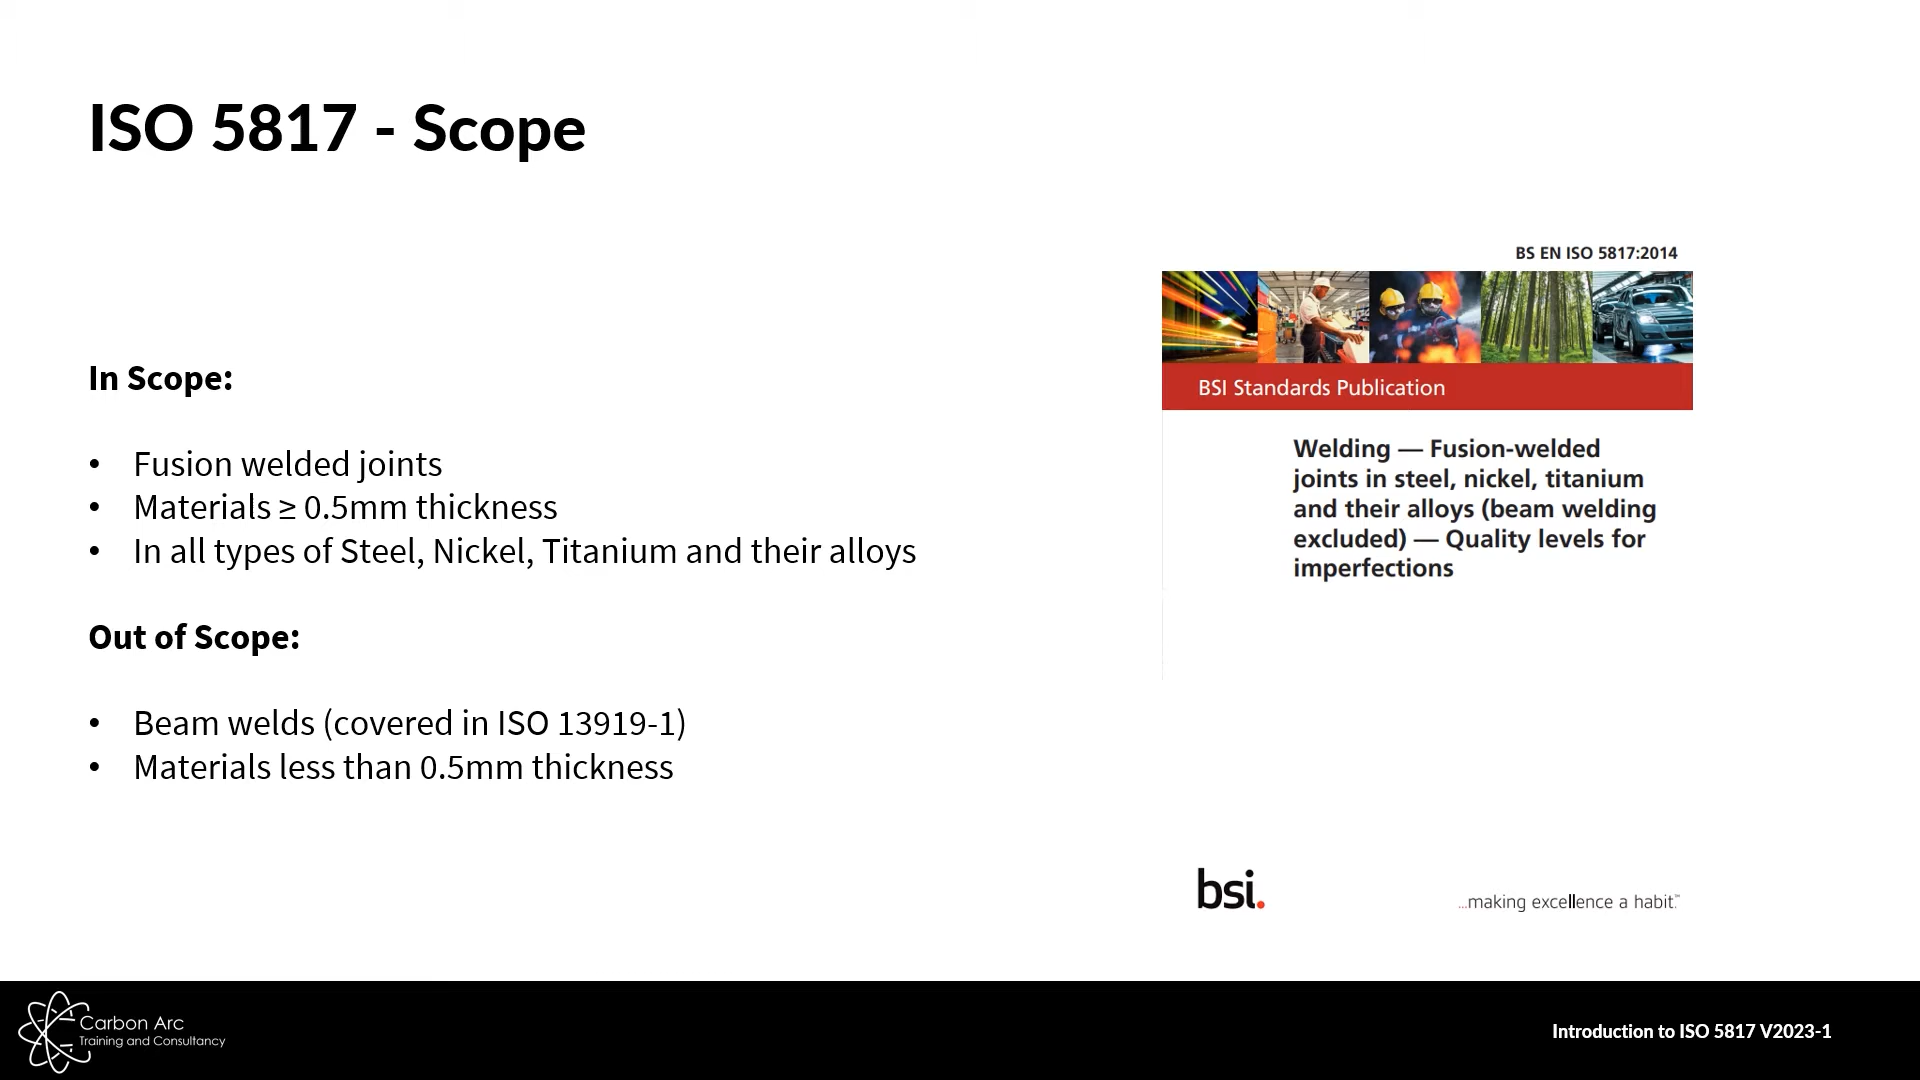 ISO 5817 - Scope
In Scope:
• Fusion welded joints
• Materials ≥ 0.5mm thickness
• In all types of Steel, Nickel, Titanium and their alloys
Out of Scope:
• Beam welds (covered in ISO 13919-1)
• Materials less than 0.5mm thickness
BS EN ISO 5817:2014
BSI Standards Publication
Welding — Fusion-welded
joints in steel, nickel, titanium
and their alloys (beam welding
excluded) — Quality levels for
imperfections
bsi.
...making excellence a habit.™
Carbon Arc
Training and Consultancy
Introduction to ISO 5817 V2023-1